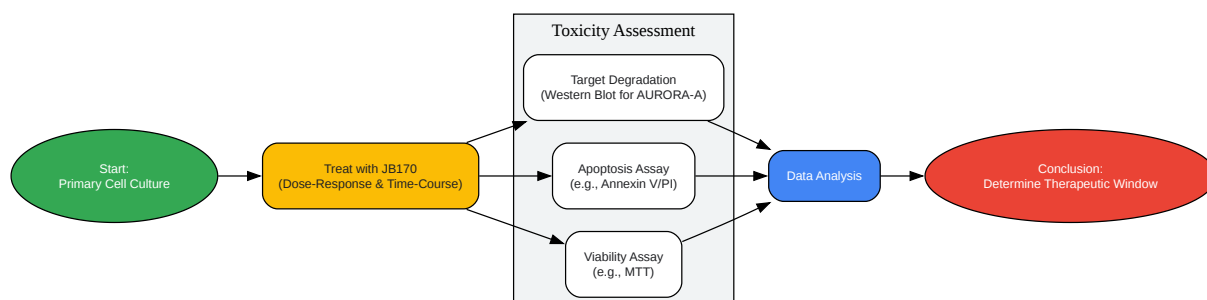 Toxicity Assessment
Target Degradation
(Western Blot for AURORA-A)
Start:
Primary Cell Culture
Treat with JB170
(Dose-Response & Time-Course)
Apoptosis Assay
(e.g., Annexin V/PI)
Data Analysis
Conclusion:
Determine Therapeutic Window
Viability Assay
(e.g., MTT)